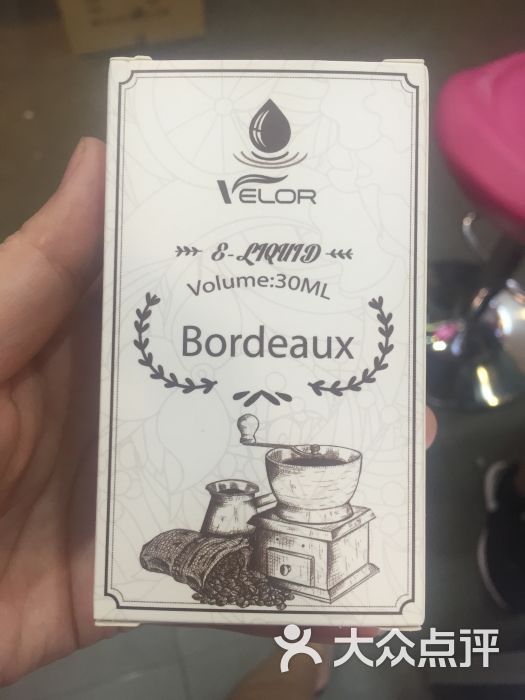 VELOR
E-LIQUID
Volume:30ML
Bordeaux
大众点评